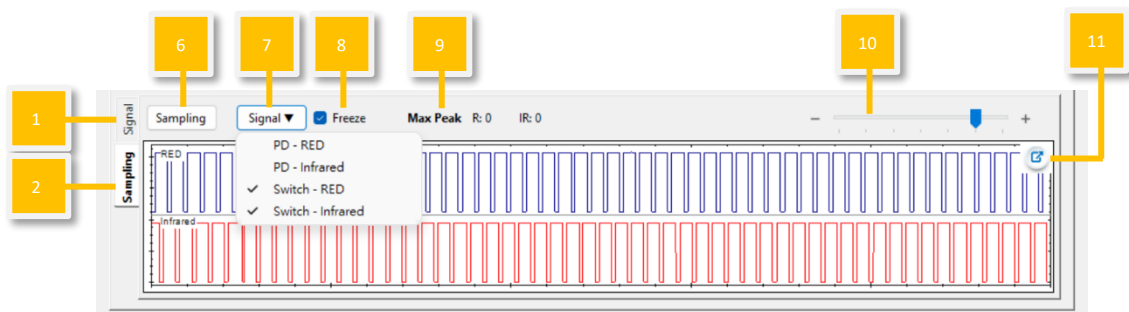 6
7
8
9
10
11
1
2
Signal
Sampling
Sampling
Signal ▼
Freeze
Max Peak R: 0 IR: 0
− +
PD - RED
PD - Infrared
Switch - RED
Switch - Infrared
RED
Infrared